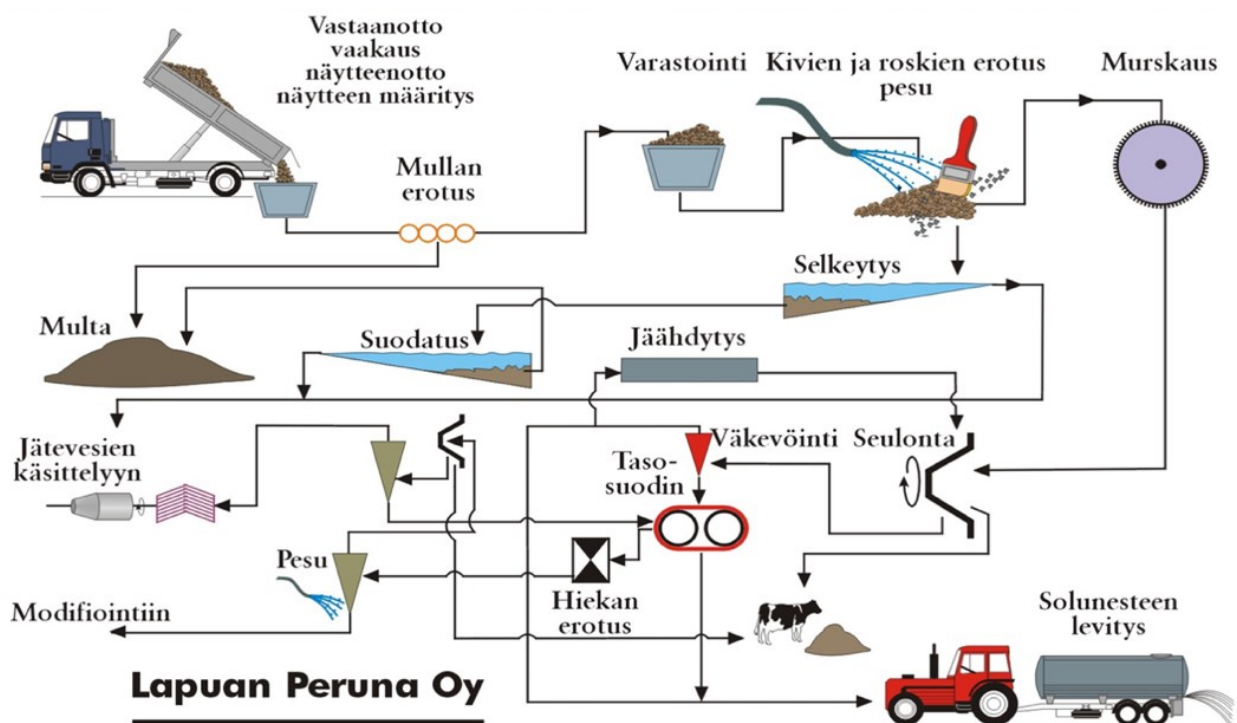 Vastaanotto
vaakaus
näytteenotto
näytteen määritys
Varastointi
Kivien ja roskien erotus
pesu
Murskaus
Mullan
erotus
Selkeytys
Multa
Suodatus
Jäähdytys
Jätevesien
käsittelyyn
Väkevöinti
Seulonta
Taso-
suodin
Pesu
Hiekan
erotus
Modifiointiin
Solunesteen
levitys
Lapuan Peruna Oy